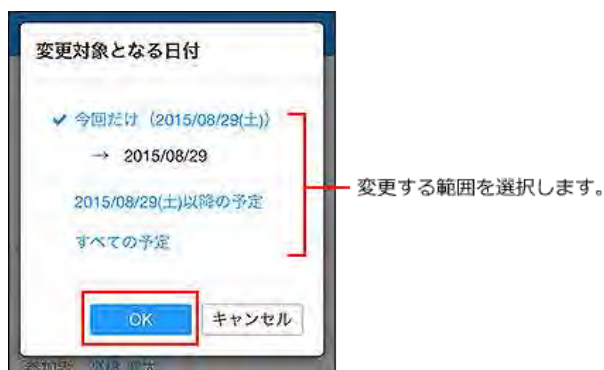 変更対象となる日付
✔ 今回だけ（2015/08/29(土)）
→ 2015/08/29
変更する範囲を選択します。
2015/08/29(土)以降の予定
すべての予定
OK キャンセル